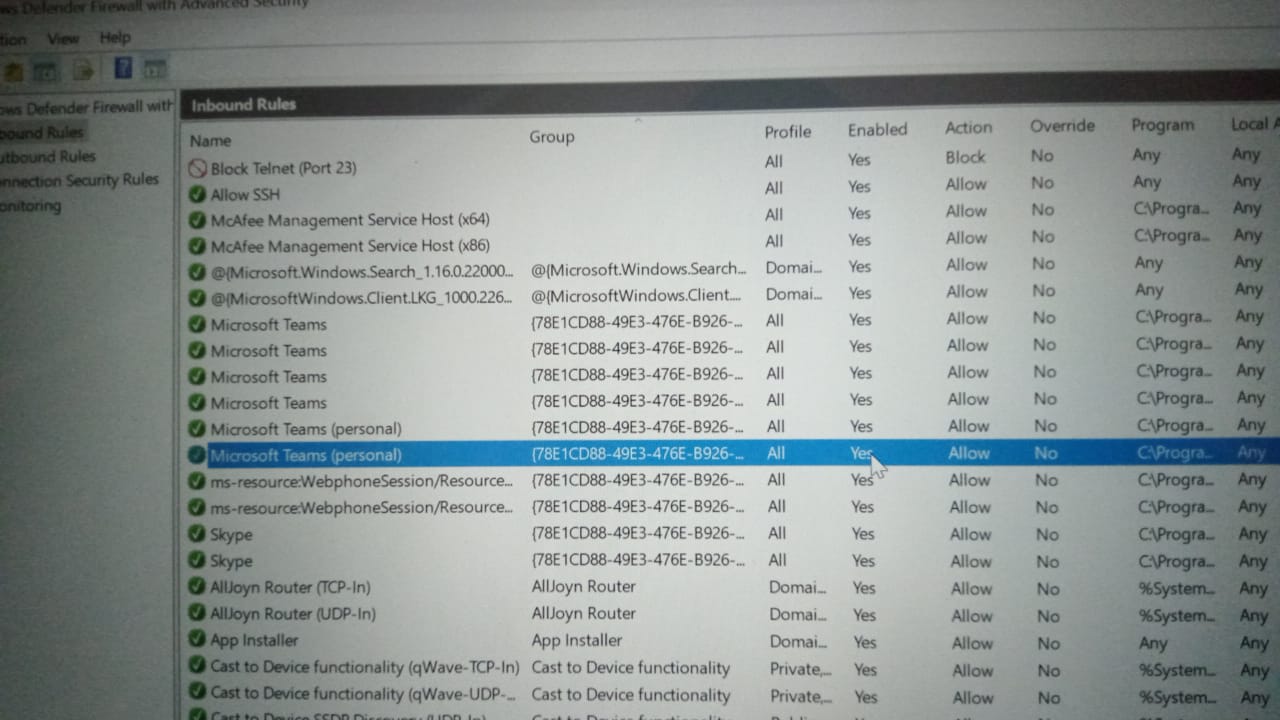 ws Defender Firewall with Advanced Security
tion View Help
ows Defender Firewall with
bound Rules
utbound Rules
onnection Security Rules
onitoring
Inbound Rules
Name Group Profile Enabled Action Override Program Local A
Block Telnet (Port 23) All Yes Block No Any Any
Allow SSH All Yes Allow No Any Any
McAfee Management Service Host (x64) All Yes Allow No C:\Progra... Any
McAfee Management Service Host (x86) All Yes Allow No C:\Progra... Any
@{Microsoft.Windows.Search_1.16.0.22000... @{Microsoft.Windows.Search... Domai... Yes Allow No Any Any
@{MicrosoftWindows.Client.LKG_1000.226... @{MicrosoftWindows.Client.... Domai... Yes Allow No Any Any
Microsoft Teams {78E1CD88-49E3-476E-B926-... All Yes Allow No C:\Progra... Any
Microsoft Teams {78E1CD88-49E3-476E-B926-... All Yes Allow No C:\Progra... Any
Microsoft Teams {78E1CD88-49E3-476E-B926-... All Yes Allow No C:\Progra... Any
Microsoft Teams {78E1CD88-49E3-476E-B926-... All Yes Allow No C:\Progra... Any
Microsoft Teams (personal) {78E1CD88-49E3-476E-B926-... All Yes Allow No C:\Progra... Any
Microsoft Teams (personal) {78E1CD88-49E3-476E-B926-... All Yes Allow No C:\Progra... Any
ms-resource:WebphoneSession/Resource... {78E1CD88-49E3-476E-B926-... All Yes Allow No C:\Progra... Any
ms-resource:WebphoneSession/Resource... {78E1CD88-49E3-476E-B926-... All Yes Allow No C:\Progra... Any
Skype {78E1CD88-49E3-476E-B926-... All Yes Allow No C:\Progra... Any
Skype {78E1CD88-49E3-476E-B926-... All Yes Allow No C:\Progra... Any
AllJoyn Router (TCP-In) AllJoyn Router Domai... Yes Allow No %System... Any
AllJoyn Router (UDP-In) AllJoyn Router Domai... Yes Allow No %System... Any
App Installer App Installer Domai... Yes Allow No Any Any
Cast to Device functionality (qWave-TCP-In) Cast to Device functionality Private,... Yes Allow No %System... Any
Cast to Device functionality (qWave-UDP-... Cast to Device functionality Private,... Yes Allow No %System... Any
Cast to Device SSDP Discovery (UDP-In) Cast to Device functionality